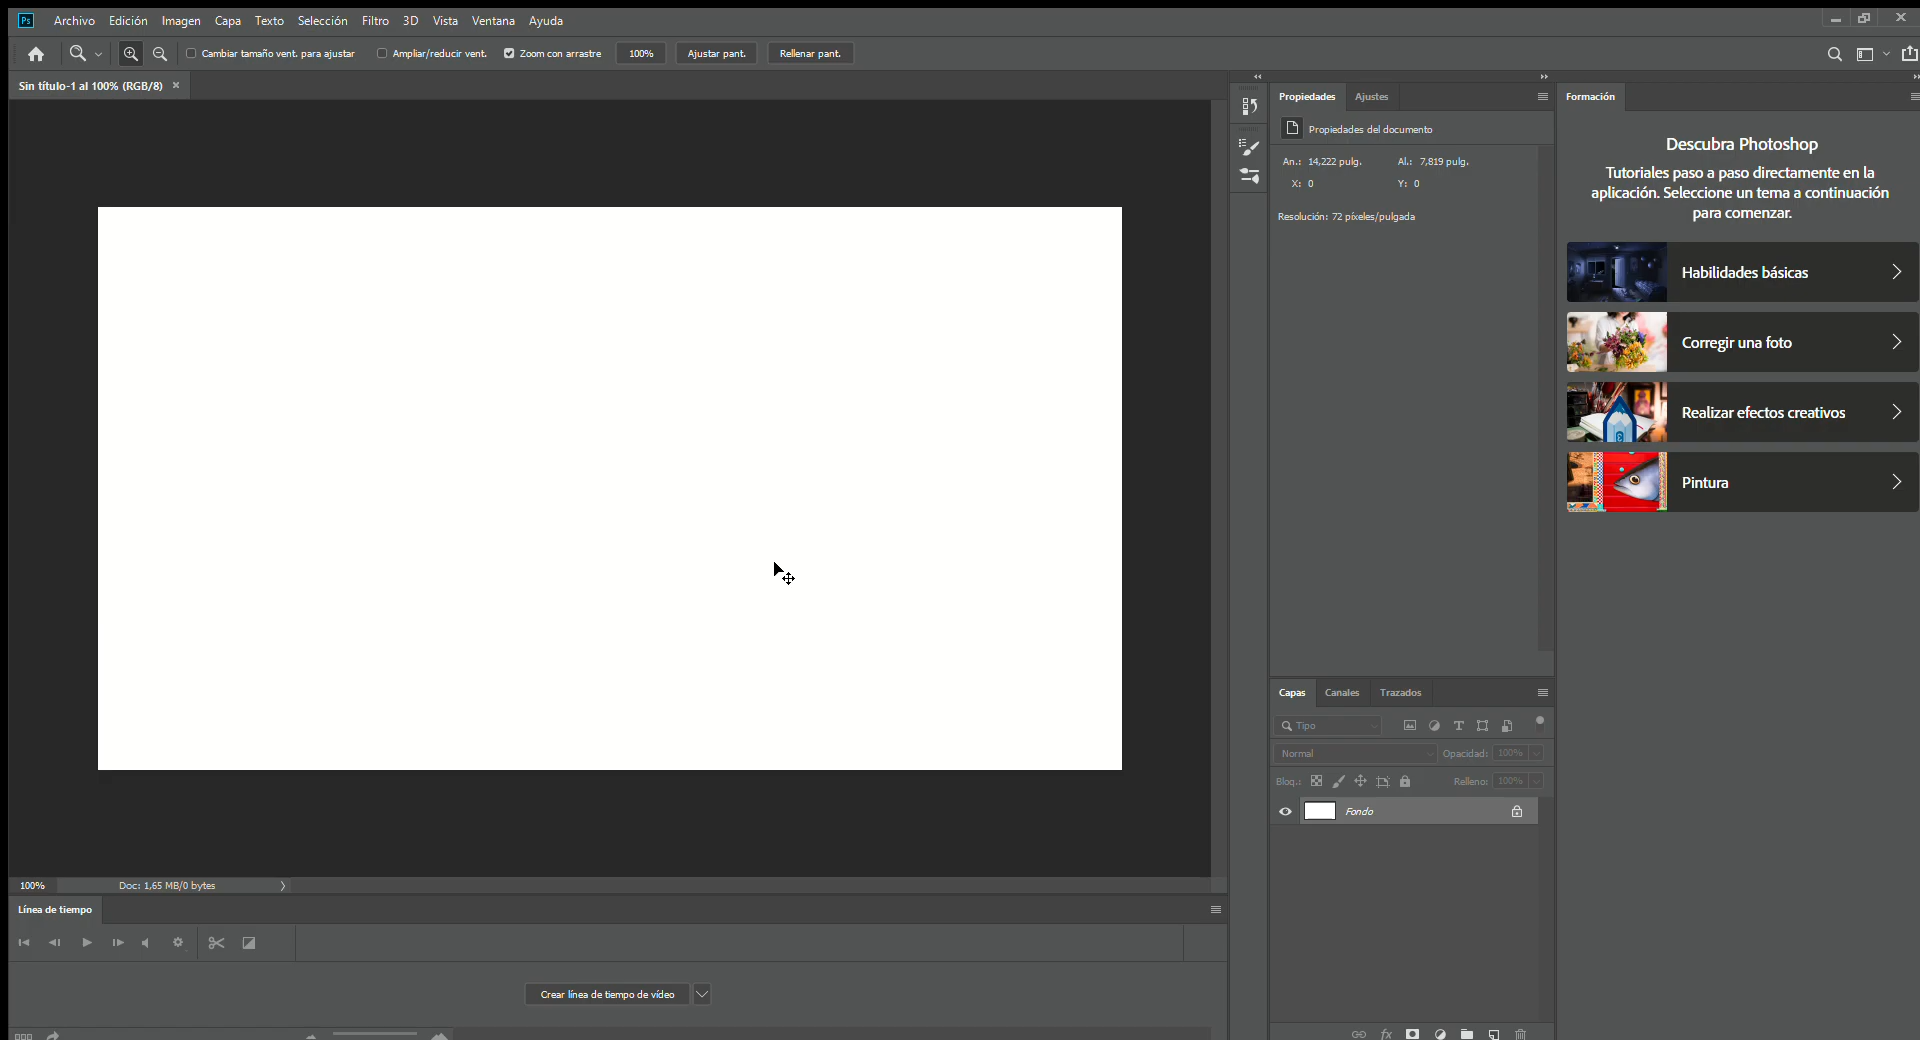 Ps Archivo Edición Imagen Capa Texto Selección Filtro 3D Vista Ventana Ayuda
Cambiar tamaño vent. para ajustar Ampliar/reducir vent. Zoom con arrastre 100% Ajustar pant. Rellenar pant.
Sin título-1 al 100% (RGB/8)
Propiedades Ajustes
Propiedades del documento
An.: 14,222 pulg. Al.: 7,819 pulg.
X: 0 Y: 0
Resolución: 72 píxeles/pulgada
Formación
Descubra Photoshop
Tutoriales paso a paso directamente en la
aplicación. Seleccione un tema a continuación
para comenzar.
Habilidades básicas
Corregir una foto
Realizar efectos creativos
Pintura
Capas Canales Trazados
Tipo
Normal Opacidad: 100%
Bloq.: Relleno: 100%
Fondo
fx
100% Doc: 1,65 MB/0 bytes
Línea de tiempo
Crear línea de tiempo de vídeo